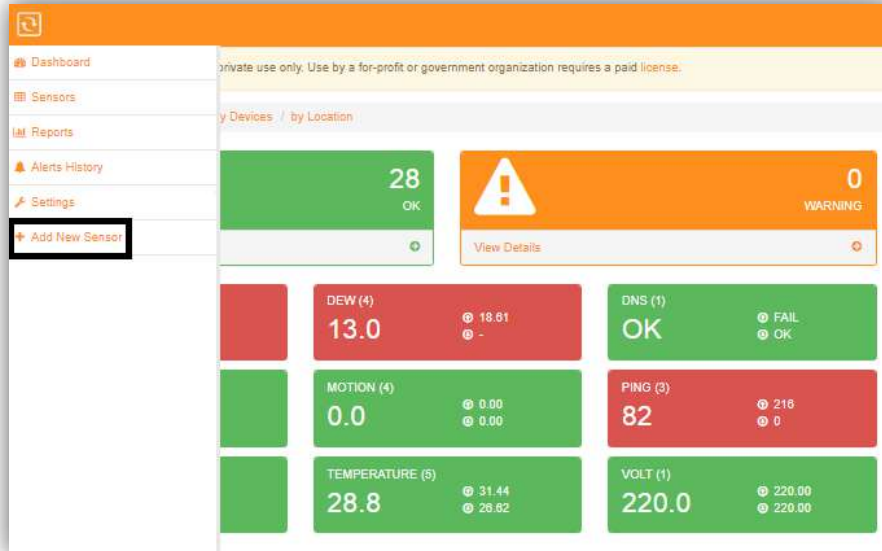 Dashboard
private use only. Use by a for-profit or government organization requires a paid license.
Sensors
y Devices / by Location
Reports
Alerts History
Settings
Add New Sensor
28
OK
0
WARNING
View Details
DEW (4)
13.0
18.61
-
DNS (1)
OK
FAIL
OK
MOTION (4)
0.0
0.00
0.00
PING (3)
82
216
0
TEMPERATURE (5)
28.8
31.44
26.62
VOLT (1)
220.0
220.00
220.00